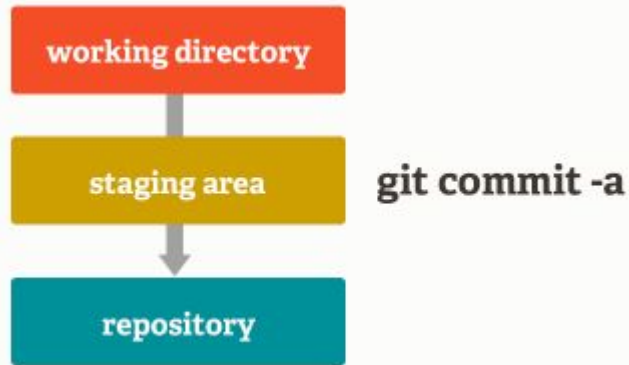 working directory
staging area
git commit -a
repository